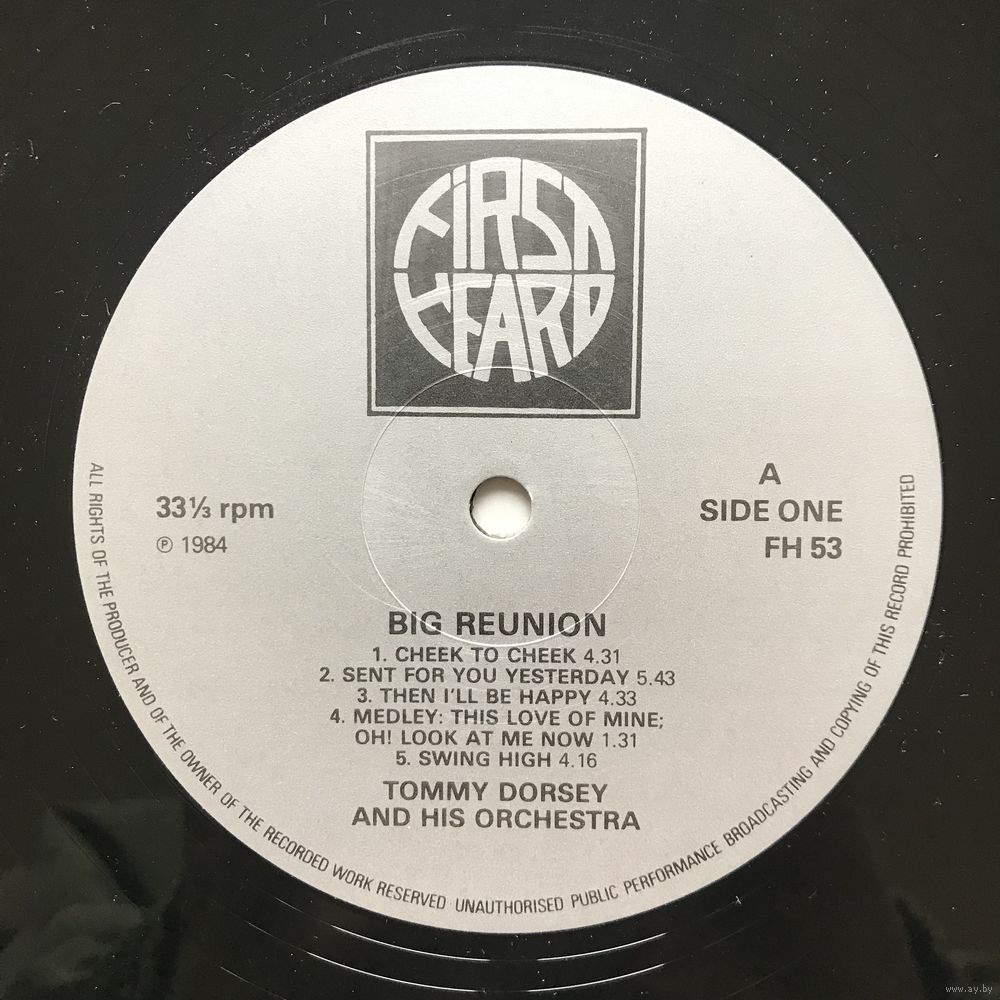 FIRST
HEARD
33⅓ rpm
℗ 1984
A
SIDE ONE
FH 53
BIG REUNION
1. CHEEK TO CHEEK 4.31
2. SENT FOR YOU YESTERDAY 5.43
3. THEN I'LL BE HAPPY 4.33
4. MEDLEY: THIS LOVE OF MINE;
OH! LOOK AT ME NOW 1.31
5. SWING HIGH 4.16
TOMMY DORSEY
AND HIS ORCHESTRA
ALL RIGHTS OF THE PRODUCER AND OF THE OWNER OF THE RECORDED WORK RESERVED UNAUTHORISED PUBLIC PERFORMANCE BROADCASTING AND COPYING OF THIS RECORD PROHIBITED
www.ay.by